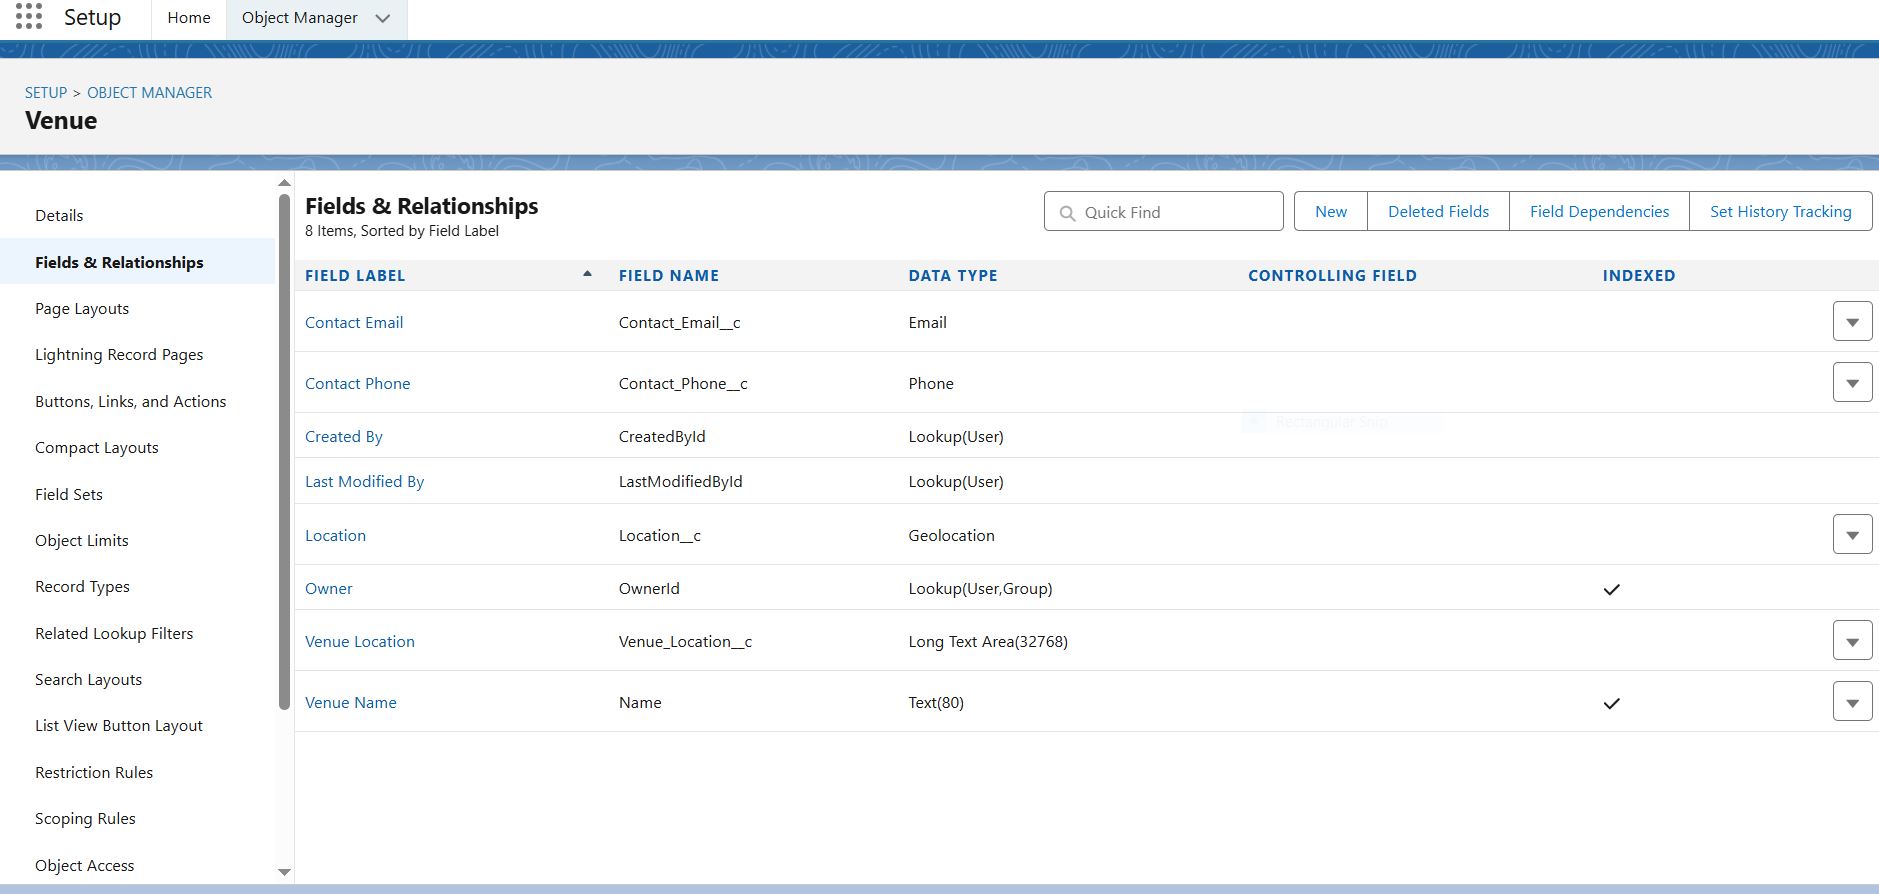 Setup
Home
Object Manager
SETUP > OBJECT MANAGER
Venue
Details
Fields & Relationships
Page Layouts
Lightning Record Pages
Buttons, Links, and Actions
Compact Layouts
Field Sets
Object Limits
Record Types
Related Lookup Filters
Search Layouts
List View Button Layout
Restriction Rules
Scoping Rules
Object Access
Fields & Relationships
8 Items, Sorted by Field Label
Quick Find
New
Deleted Fields
Field Dependencies
Set History Tracking
FIELD LABEL FIELD NAME DATA TYPE CONTROLLING FIELD INDEXED
Contact Email Contact_Email__c Email
Contact Phone Contact_Phone__c Phone
Rectangular Snip
Created By CreatedById Lookup(User)
Last Modified By LastModifiedById Lookup(User)
Location Location__c Geolocation
Owner OwnerId Lookup(User,Group)
Venue Location Venue_Location__c Long Text Area(32768)
Venue Name Name Text(80)